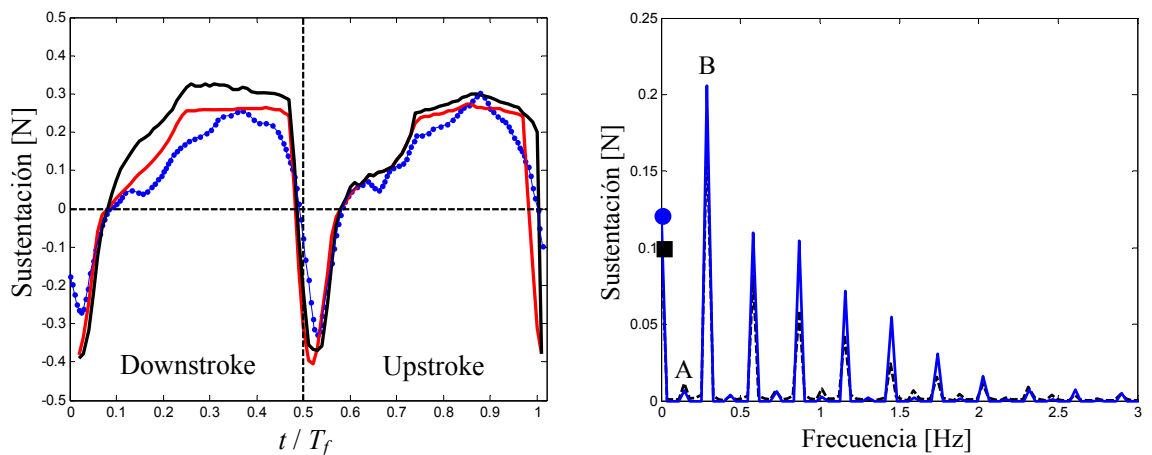 Sustentación [N]
0.5
0.4
0.3
0.2
0.1
0
-0.1
-0.2
-0.3
-0.4
-0.5
Downstroke
Upstroke
0 0.1 0.2 0.3 0.4 0.5 0.6 0.7 0.8 0.9 1
t / Tf
Sustentación [N]
0.25
0.2
0.15
0.1
0.05
0
A
B
0 0.5 1 1.5 2 2.5 3
Frecuencia [Hz]